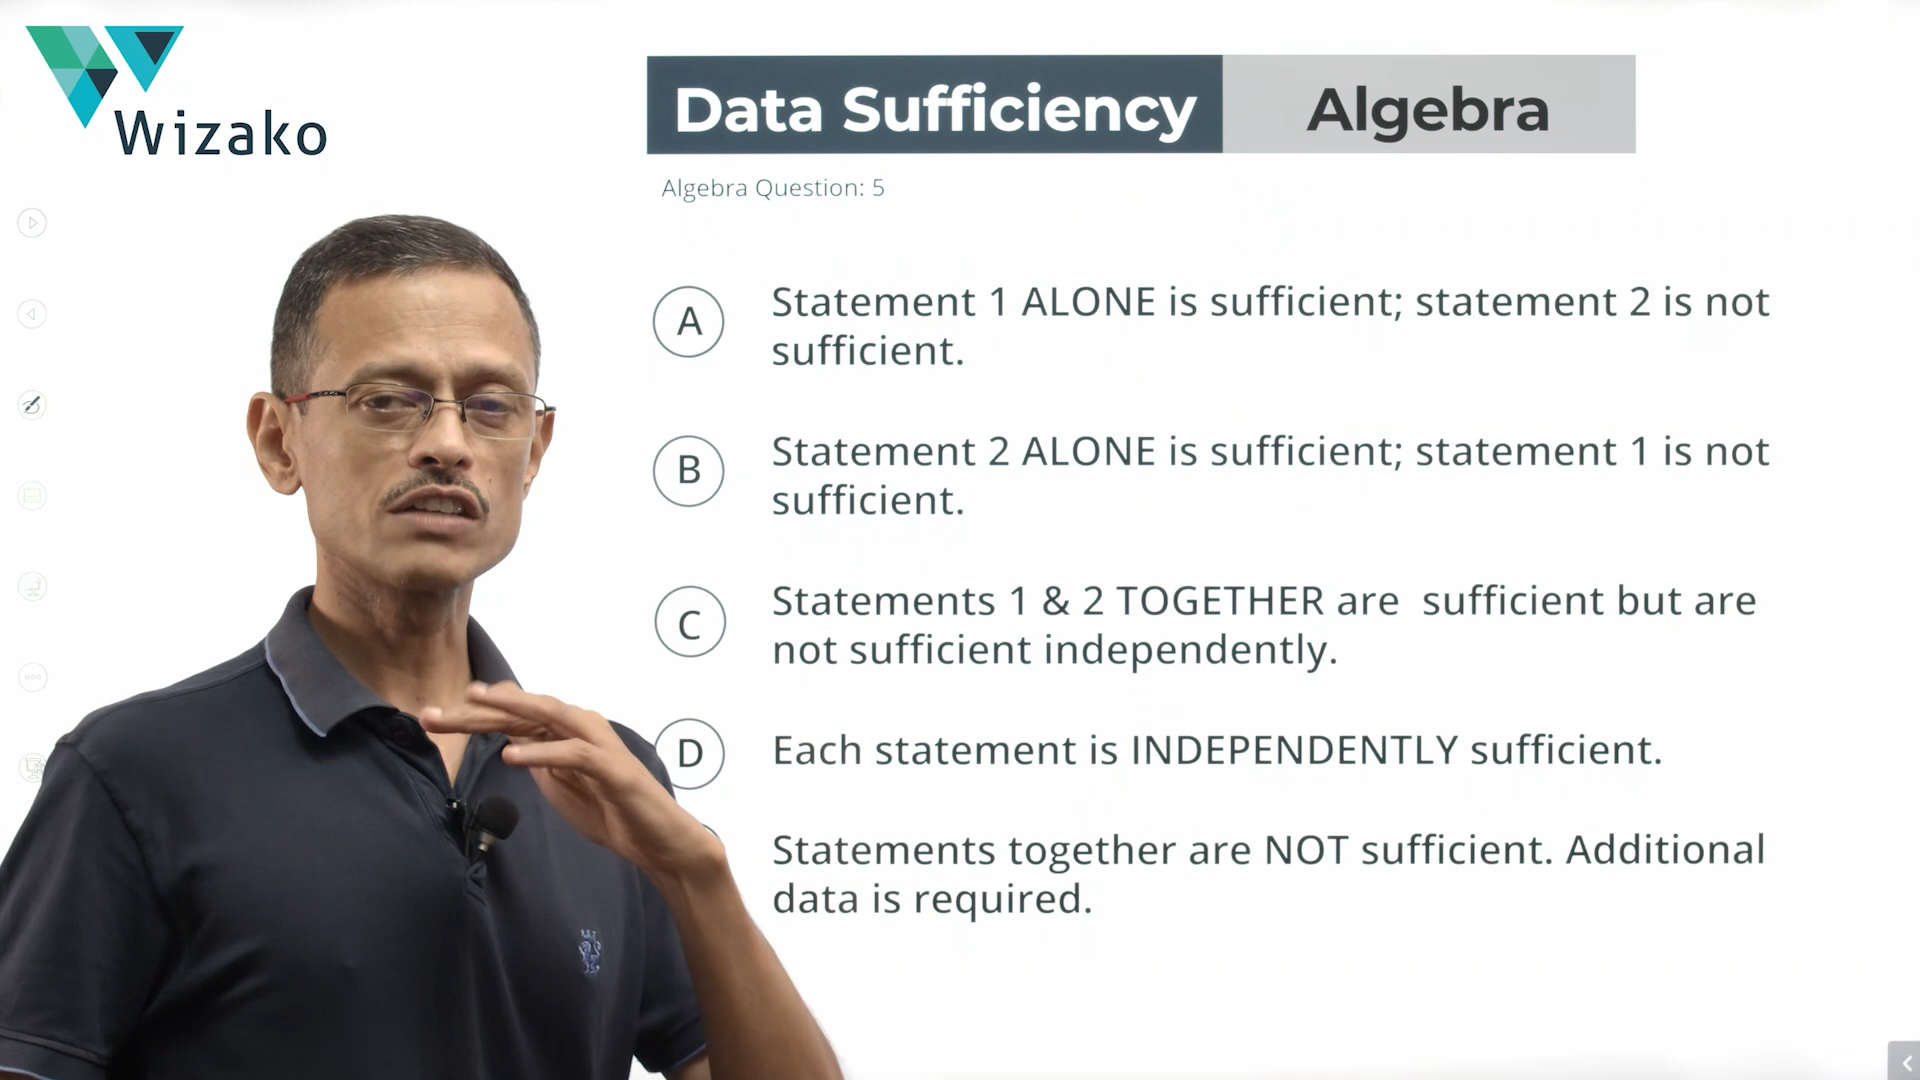 Wizako
Data Sufficiency
Algebra
Algebra Question: 5
A
Statement 1 ALONE is sufficient; statement 2 is not
sufficient.
B
Statement 2 ALONE is sufficient; statement 1 is not
sufficient.
C
Statements 1 & 2 TOGETHER are sufficient but are
not sufficient independently.
D
Each statement is INDEPENDENTLY sufficient.
Statements together are NOT sufficient. Additional
data is required.